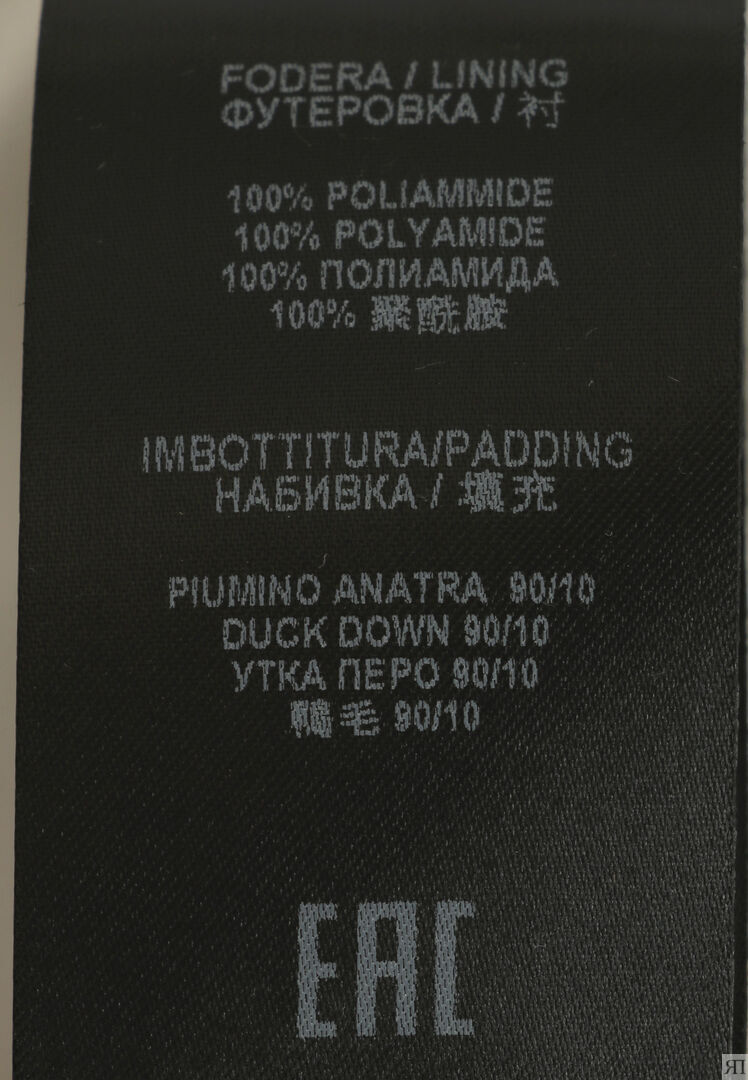 FODERA / LINING
ФУТЕРОВКА / 衬
100% POLIAMMIDE
100% POLYAMIDE
100% ПОЛИАМИДА
100% 聚酰胺
IMBOTTITURA/PADDING
НАБИВКА / 填充
PIUMINO ANATRA 90/10
DUCK DOWN 90/10
УТКА ПЕРО 90/10
鸭毛 90/10
EAC
ЯП